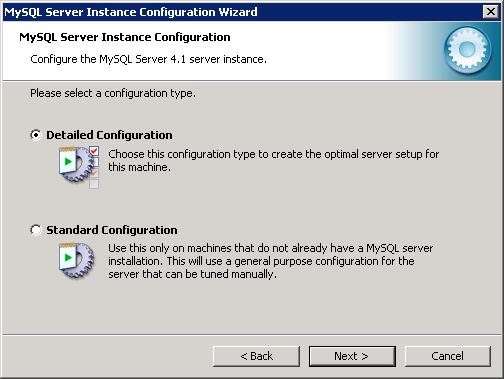 MySQL Server Instance Configuration Wizard
MySQL Server Instance Configuration
Configure the MySQL Server 4.1 server instance.
Please select a configuration type.
Detailed Configuration
Choose this configuration type to create the optimal server setup for
this machine.
Standard Configuration
Use this only on machines that do not already have a MySQL server
installation. This will use a general purpose configuration for the
server that can be tuned manually.
< Back
Next >
Cancel